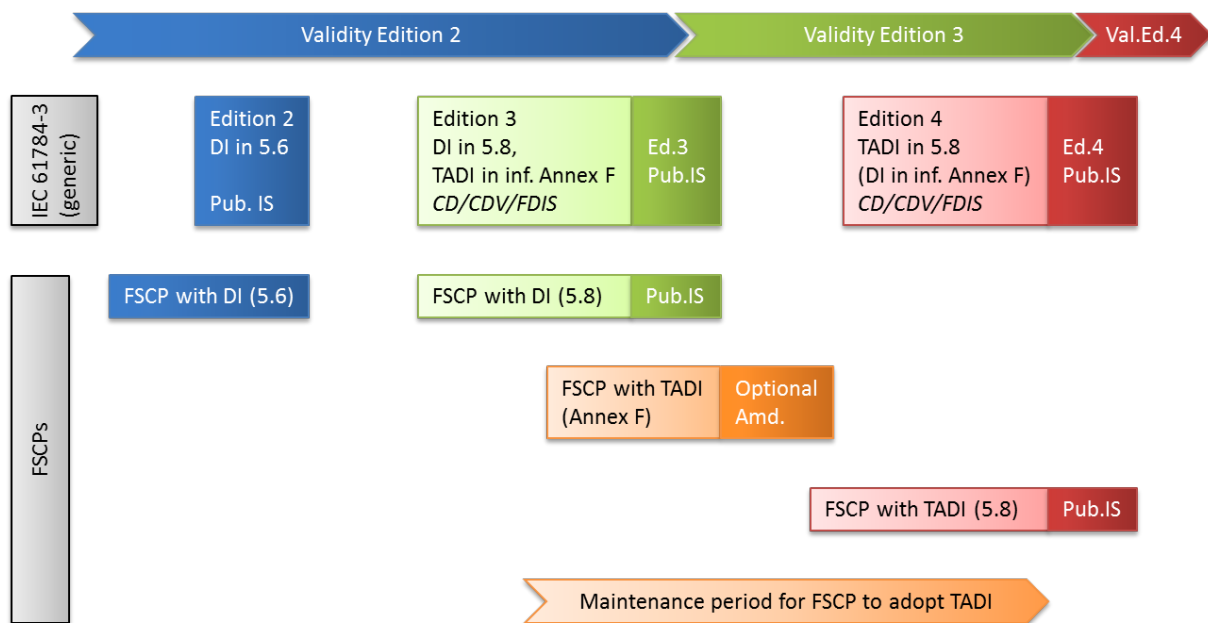 Validity Edition 2
Validity Edition 3
Val.Ed.4
IEC 61784-3
(generic)
Edition 2
DI in 5.6
Pub. IS
Edition 3
DI in 5.8,
TADI in inf. Annex F
CD/CDV/FDIS
Ed.3
Pub.IS
Edition 4
TADI in 5.8
(DI in inf. Annex F)
CD/CDV/FDIS
Ed.4
Pub.IS
FSCPs
FSCP with DI (5.6)
FSCP with DI (5.8)
Pub.IS
FSCP with TADI
(Annex F)
Optional
Amd.
FSCP with TADI (5.8)
Pub.IS
Maintenance period for FSCP to adopt TADI